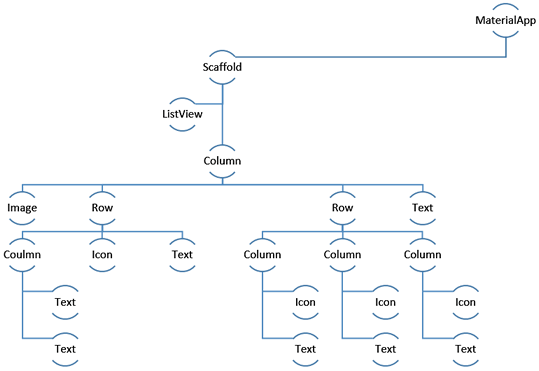 MaterialApp
Scaffold
ListView
Column
Image
Row
Row
Text
Coulmn
Icon
Text
Column
Column
Column
Text
Icon
Icon
Icon
Text
Text
Text
Text